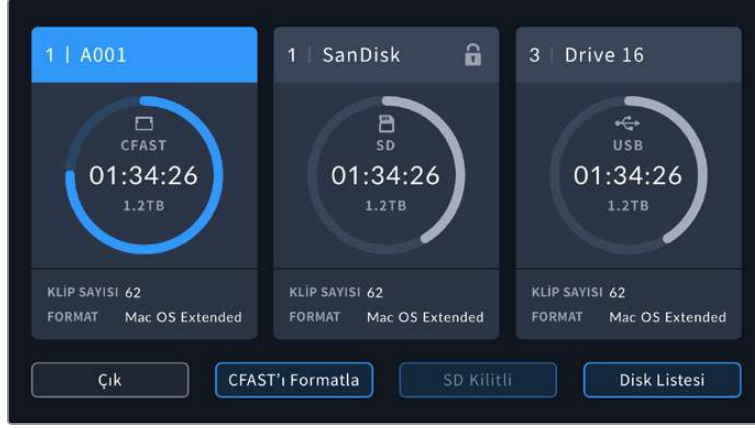 1 | A001
CFAST
01:34:26
1.2TB
KLİP SAYISI 62
FORMAT Mac OS Extended
1 | SanDisk
SD
01:34:26
1.2TB
KLİP SAYISI 62
FORMAT Mac OS Extended
3 | Drive 16
USB
01:34:26
1.2TB
KLİP SAYISI 62
FORMAT Mac OS Extended
Çık
CFAST'ı Formatla
SD Kilitli
Disk Listesi